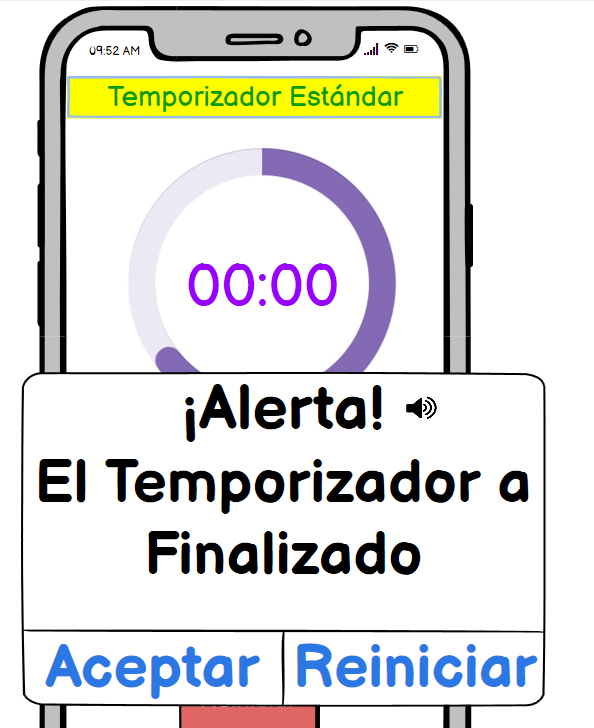 09:52 AM
Temporizador Estándar
00:00
¡Alerta!
El Temporizador a
Finalizado
Aceptar Reiniciar